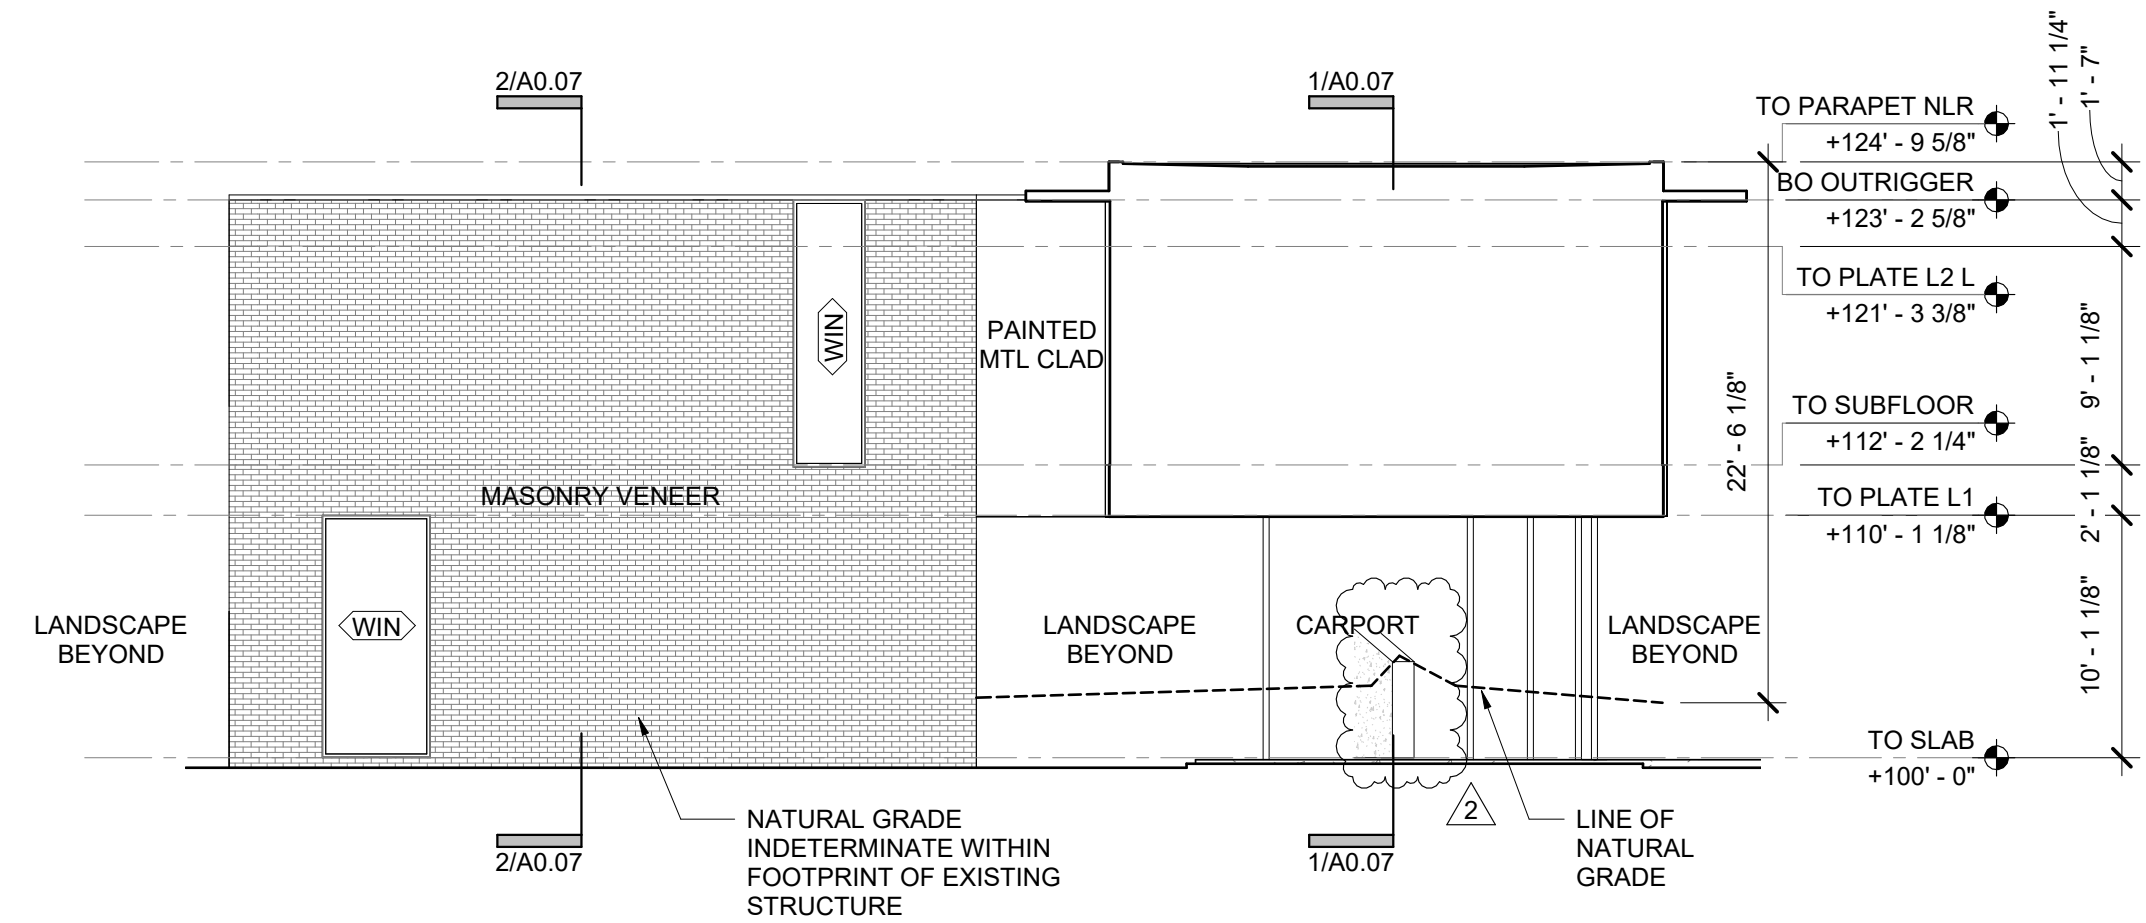 2/A0.07
1/A0.07
TO PARAPET NLR
+124' - 9 5/8"
BO OUTRIGGER
+123' - 2 5/8"
TO PLATE L2 L
+121' - 3 3/8"
TO SUBFLOOR
+112' - 2 1/4"
TO PLATE L1
+110' - 1 1/8"
TO SLAB
+100' - 0"
1' - 11 1/4"
1' - 7"
9' - 1 1/8"
2' - 1 1/8"
10' - 1 1/8"
22' - 6 1/8"
WIN
PAINTED
MTL CLAD
MASONRY VENEER
WIN
LANDSCAPE
BEYOND
LANDSCAPE
BEYOND
CARPORT
LANDSCAPE
BEYOND
2
2/A0.07
NATURAL GRADE
INDETERMINATE WITHIN
FOOTPRINT OF EXISTING
STRUCTURE
1/A0.07
LINE OF
NATURAL
GRADE